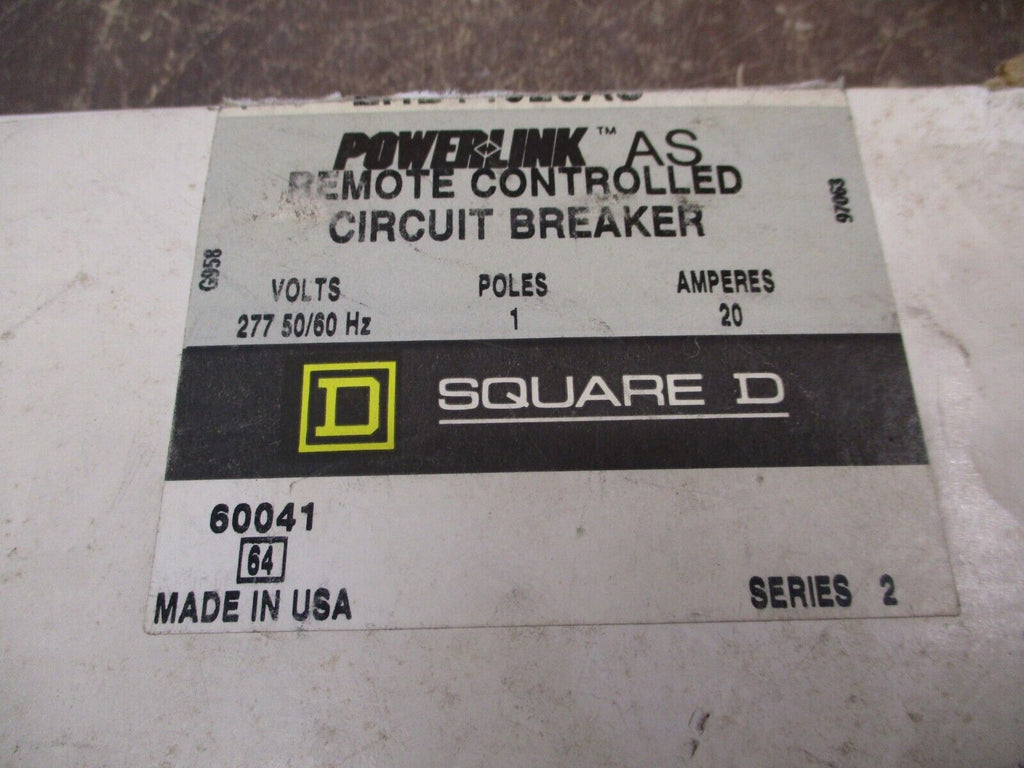 POWERLINK™ AS
REMOTE CONTROLLED
CIRCUIT BREAKER
97063
G958
VOLTS POLES AMPERES
277 50/60 Hz 1 20
D SQUARE D
60041
64
MADE IN USA
SERIES 2